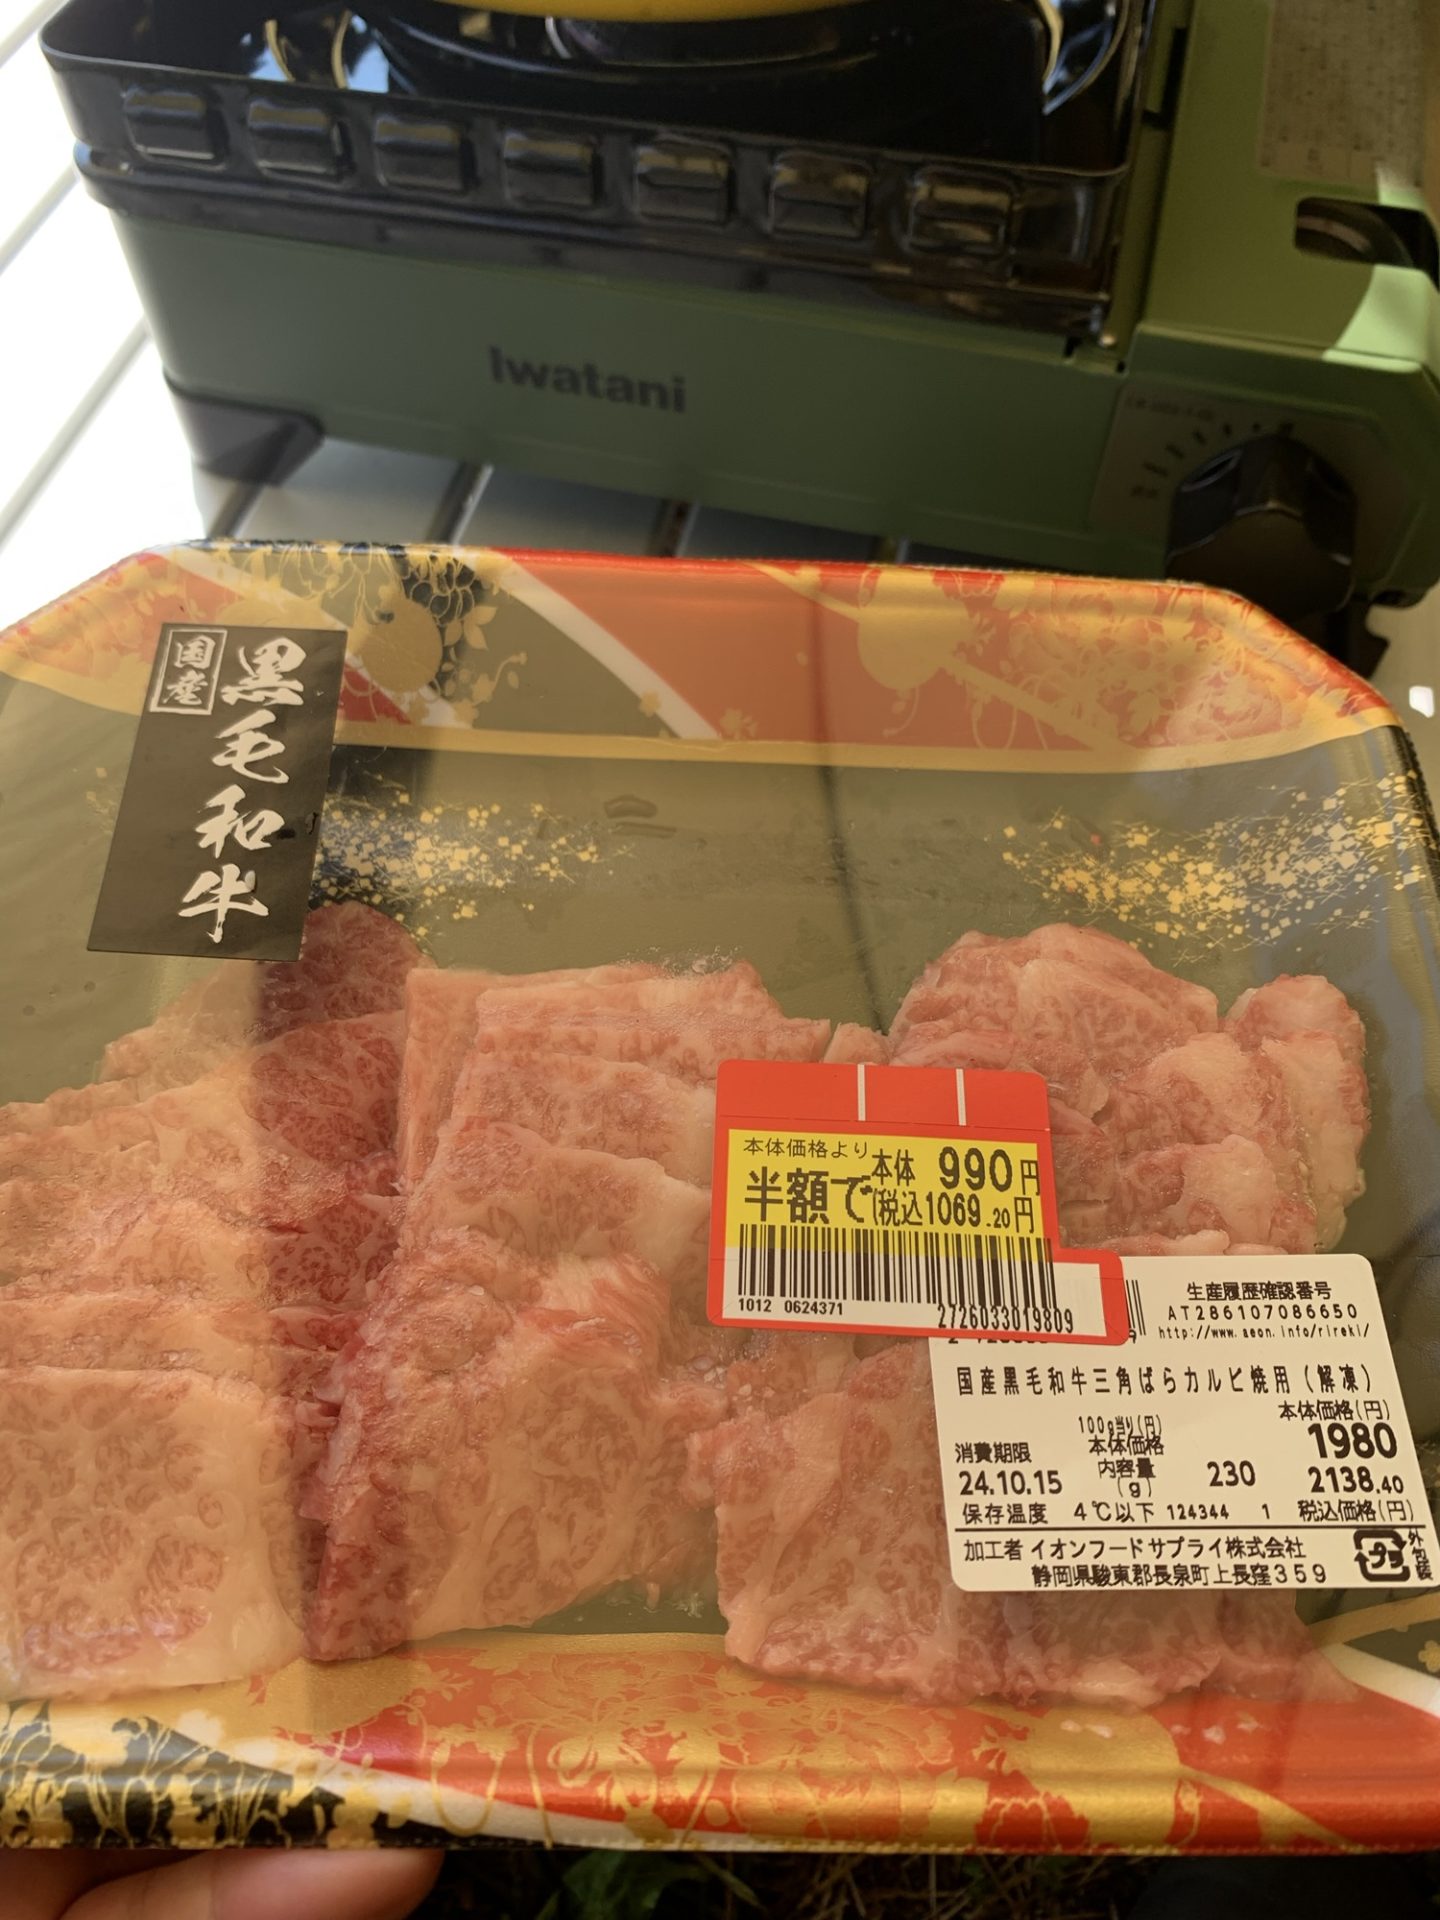 Iwatani
国産
黒毛和牛
本体価格より
半額で
本体 990円
(税込1069.20円
1012 0624371
2726033019809
生産履歴確認番号
AT286107086650
http://www.aeon.info/rireki/
国産黒毛和牛三角ばらカルビ焼用(解凍)
100g当り(円)
本体価格
本体価格(円)
1980
消費期限
24.10.15
内容量
(g)
230
2138.40
保存温度 4℃以下 124344 1 税込価格(円)
加工者 イオンフードサプライ株式会社
静岡県駿東郡長泉町上長窪359
プラ
外包装